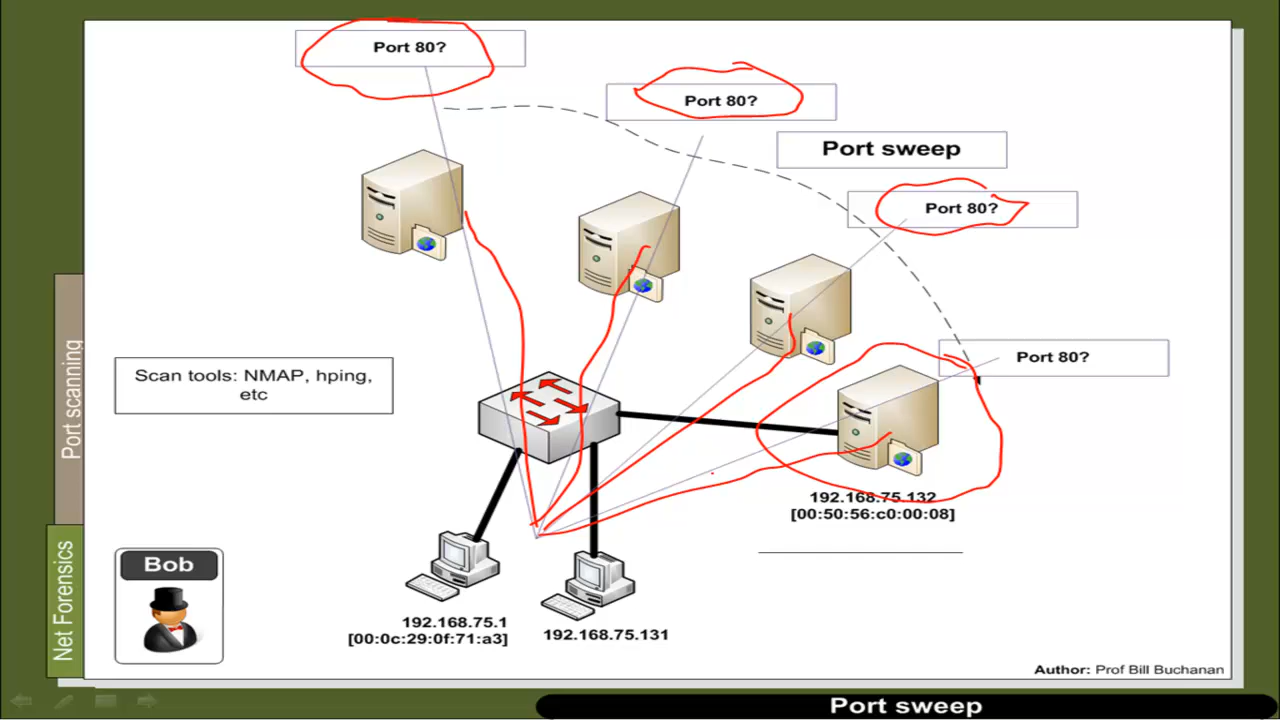 Port 80?
Port 80?
Port sweep
Port 80?
Port 80?
Port scanning
Scan tools: NMAP, hping,
etc
192.168.75.132
[00:50:56:c0:00:08]
Net Forensics
Bob
192.168.75.1
[00:0c:29:0f:71:a3]
192.168.75.131
Author: Prof Bill Buchanan
Port sweep